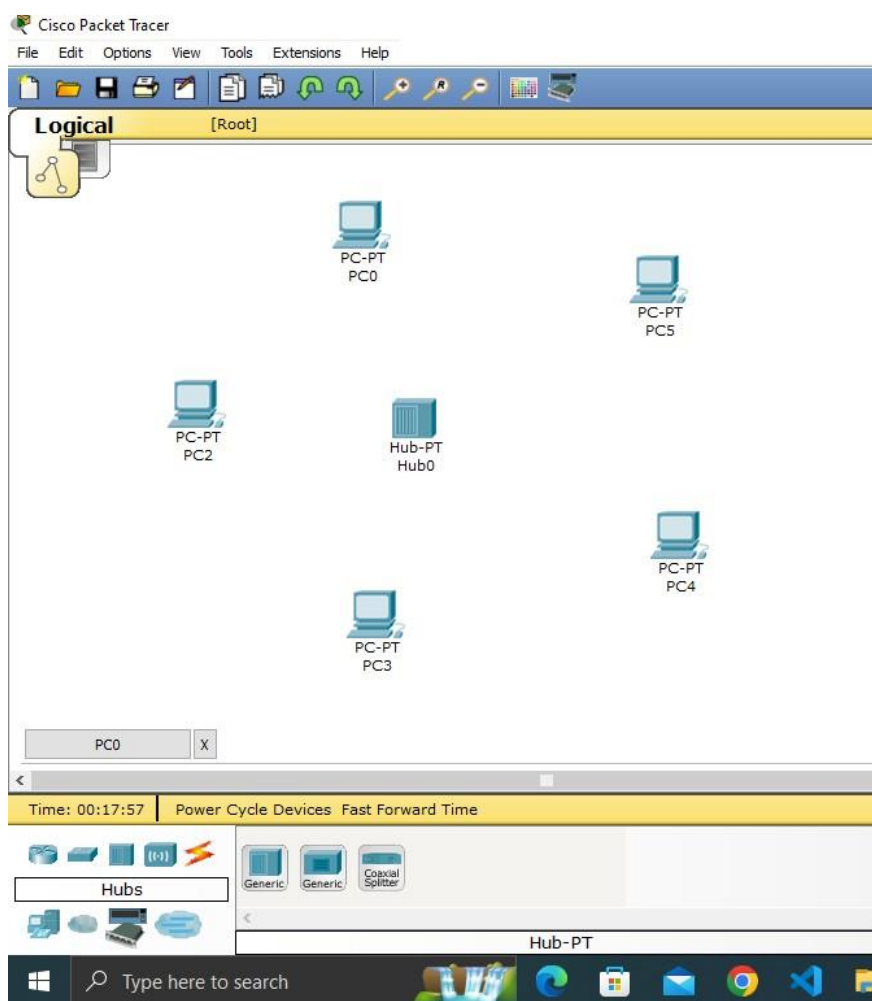 Cisco Packet Tracer
File Edit Options View Tools Extensions Help
Logical [Root]
PC-PT
PC0
PC-PT
PC5
PC-PT
PC2
Hub-PT
Hub0
PC-PT
PC4
PC-PT
PC3
PC0 X
Time: 00:17:57 Power Cycle Devices Fast Forward Time
Hubs
Generic Generic Coaxial
Splitter
Hub-PT
Type here to search